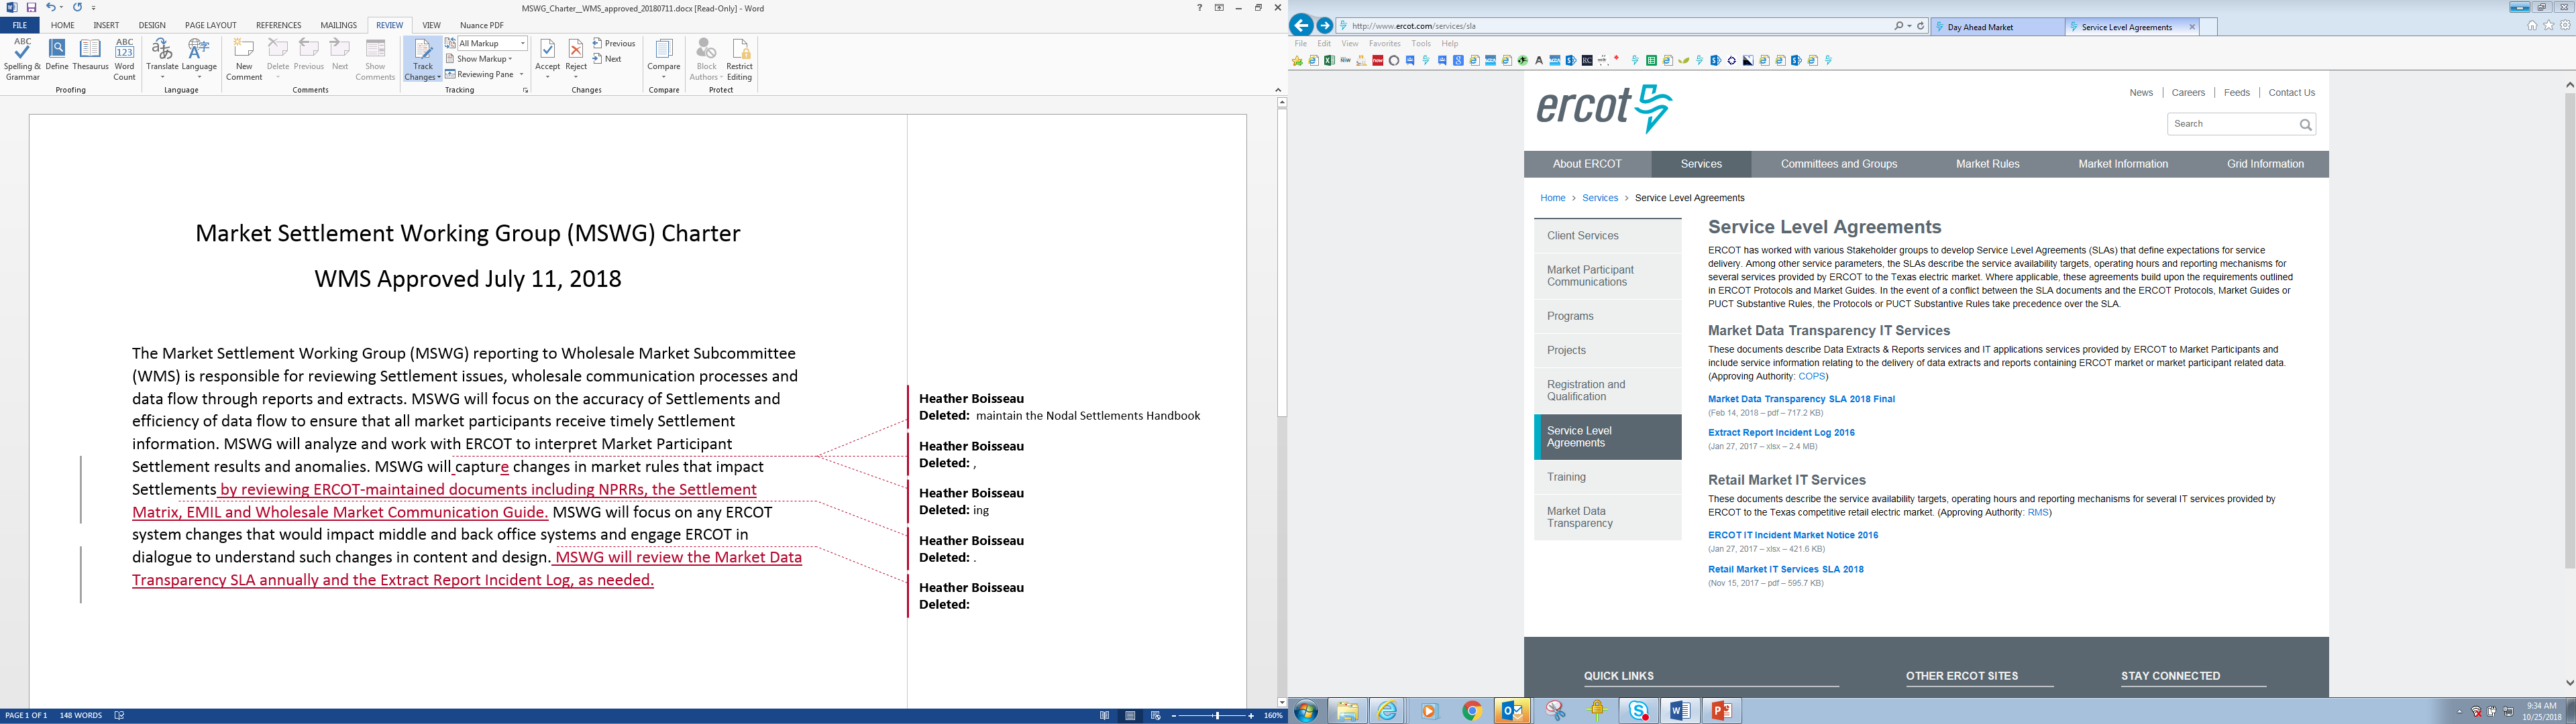 MSWG_Charter__WMS_approved_20180711.docx [Read-Only] - Word
FILE HOME INSERT DESIGN PAGE LAYOUT REFERENCES MAILINGS REVIEW VIEW Nuance PDF
Spelling & Grammar Define Thesaurus Word Count Translate Language New Comment Delete Previous Next Show Comments Track Changes All Markup Show Markup Reviewing Pane Accept Reject Previous Next Compare Block Authors Restrict Editing
Proofing Language Comments Tracking Changes Compare Protect
Market Settlement Working Group (MSWG) Charter
WMS Approved July 11, 2018
The Market Settlement Working Group (MSWG) reporting to Wholesale Market Subcommittee
(WMS) is responsible for reviewing Settlement issues, wholesale communication processes and
data flow through reports and extracts. MSWG will focus on the accuracy of Settlements and
efficiency of data flow to ensure that all market participants receive timely Settlement
information. MSWG will analyze and work with ERCOT to interpret Market Participant
Settlement results and anomalies. MSWG will capture changes in market rules that impact
Settlements by reviewing ERCOT-maintained documents including NPRRs, the Settlement
Matrix, EMIL and Wholesale Market Communication Guide. MSWG will focus on any ERCOT
system changes that would impact middle and back office systems and engage ERCOT in
dialogue to understand such changes in content and design. MSWG will review the Market Data
Transparency SLA annually and the Extract Report Incident Log, as needed.
Heather Boisseau
Deleted: maintain the Nodal Settlements Handbook
Heather Boisseau
Deleted: ,
Heather Boisseau
Deleted: ing
Heather Boisseau
Deleted: .
Heather Boisseau
Deleted:
PAGE 1 OF 1 148 WORDS
160%
http://www.ercot.com/services/sla
Day Ahead Market
Service Level Agreements
File Edit View Favorites Tools Help
ercot
News | Careers | Feeds | Contact Us
Search
About ERCOT Services Committees and Groups Market Rules Market Information Grid Information
Home > Services > Service Level Agreements
Client Services
Market Participant
Communications
Programs
Projects
Registration and
Qualification
Service Level
Agreements
Training
Market Data
Transparency
Service Level Agreements
ERCOT has worked with various Stakeholder groups to develop Service Level Agreements (SLAs) that define expectations for service
delivery. Among other service parameters, the SLAs describe the service availability targets, operating hours and reporting mechanisms for
several services provided by ERCOT to the Texas electric market. Where applicable, these agreements build upon the requirements outlined
in ERCOT Protocols and Market Guides. In the event of a conflict between the SLA documents and the ERCOT Protocols, Market Guides or
PUCT Substantive Rules, the Protocols or PUCT Substantive Rules take precedence over the SLA.
Market Data Transparency IT Services
These documents describe Data Extracts & Reports services and IT applications services provided by ERCOT to Market Participants and
include service information relating to the delivery of data extracts and reports containing ERCOT market or market participant related data.
(Approving Authority: COPS)
Market Data Transparency SLA 2018 Final
(Feb 14, 2018 – pdf – 717.2 KB)
Extract Report Incident Log 2016
(Jan 27, 2017 – xlsx – 2.4 MB)
Retail Market IT Services
These documents describe the service availability targets, operating hours and reporting mechanisms for several IT services provided by
ERCOT to the Texas competitive retail electric market. (Approving Authority: RMS)
ERCOT IT Incident Market Notice 2016
(Jan 27, 2017 – xlsx – 421.6 KB)
Retail Market IT Services SLA 2018
(Nov 15, 2017 – pdf – 595.7 KB)
QUICK LINKS
OTHER ERCOT SITES
STAY CONNECTED
9:34 AM
10/25/2018